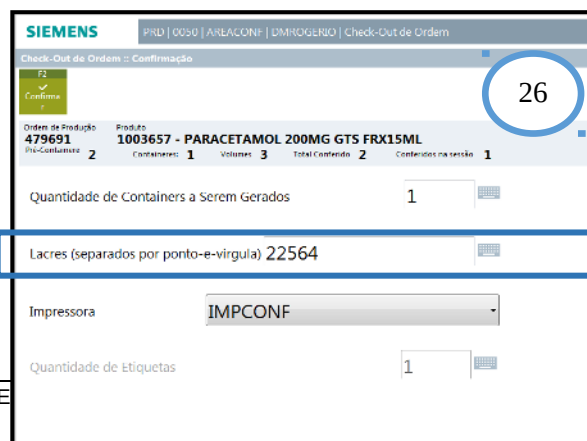 SIEMENS PRD | 0050 | AREACONF | DMROGERIO | Check-Out de Ordem
Check-Out de Ordem :: Confirmação
F2
Confirma
r
26
Ordem de Produção Produto
479691 1003657 - PARACETAMOL 200MG GTS FRX15ML
Pré-Containers 2 Containeres: 1 Volumes 3 Total Conferido 2 Conferidos na sessão 1
Quantidade de Containers a Serem Gerados 1
Lacres (separados por ponto-e-virgula) 22564
Impressora IMPCONF
Quantidade de Etiquetas 1
E